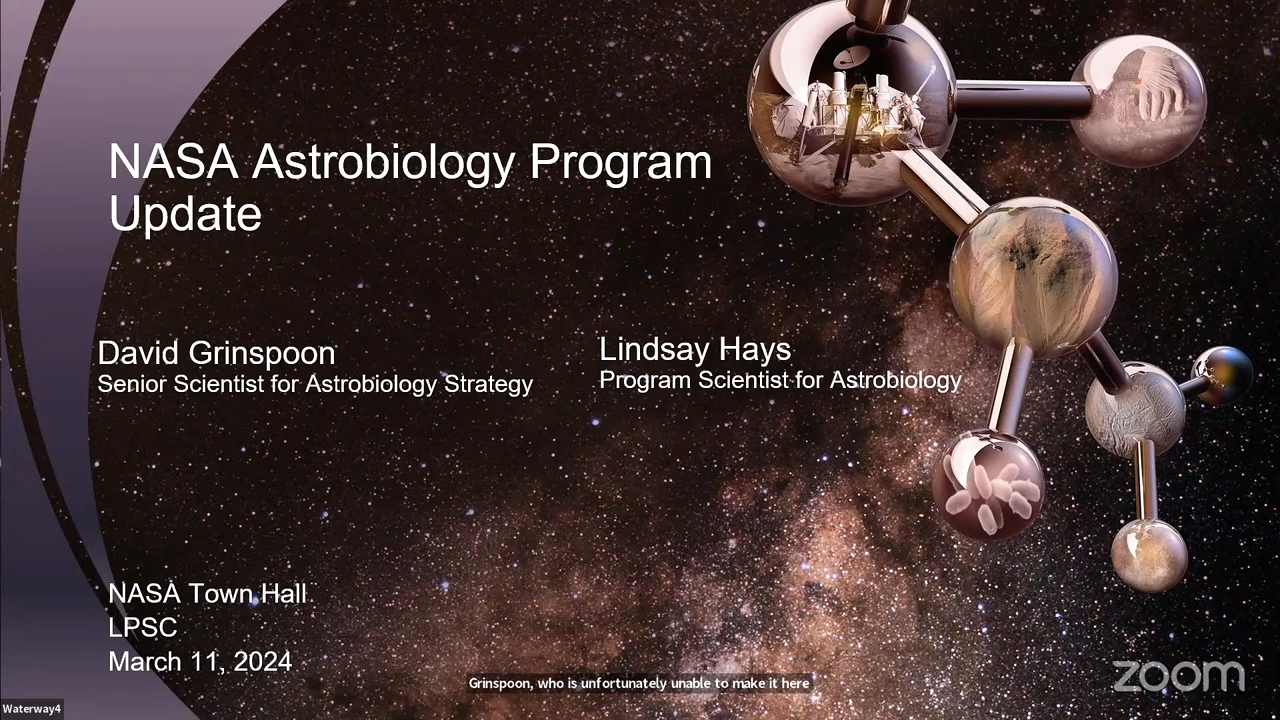 NASA Astrobiology Program
Update
David Grinspoon
Senior Scientist for Astrobiology Strategy
Lindsay Hays
Program Scientist for Astrobiology
NASA Town Hall
LPSC
March 11, 2024
Grinspoon, who is unfortunately unable to make it here
zoom
Waterway4